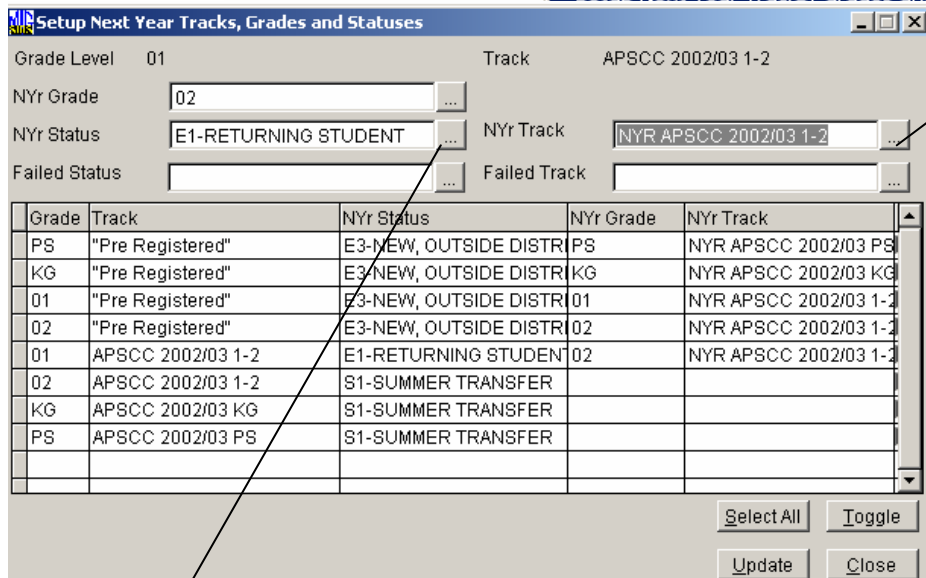 Setup Next Year Tracks, Grades and Statuses
Grade Level 01 Track APSCC 2002/03 1-2
NYr Grade 02 ...
NYr Status E1-RETURNING STUDENT ... NYr Track NYR APSCC 2002/03 1-2 ...
Failed Status ... Failed Track ...
Grade Track NYr Status NYr Grade NYr Track
PS "Pre Registered" E3-NEW, OUTSIDE DISTRI PS NYR APSCC 2002/03 PS
KG "Pre Registered" E3-NEW, OUTSIDE DISTRI KG NYR APSCC 2002/03 KG
01 "Pre Registered" E3-NEW, OUTSIDE DISTRI 01 NYR APSCC 2002/03 1-2
02 "Pre Registered" E3-NEW, OUTSIDE DISTRI 02 NYR APSCC 2002/03 1-2
01 APSCC 2002/03 1-2 E1-RETURNING STUDENT 02 NYR APSCC 2002/03 1-2
02 APSCC 2002/03 1-2 S1-SUMMER TRANSFER
KG APSCC 2002/03 KG S1-SUMMER TRANSFER
PS APSCC 2002/03 PS S1-SUMMER TRANSFER
Select All Toggle
Update Close